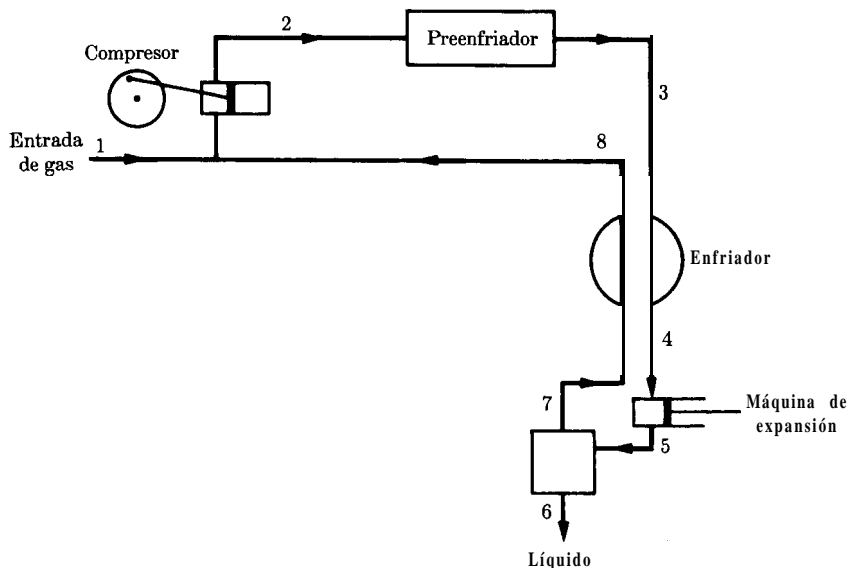 2
Preenfriador
Compresor
3
Entrada
de gas
1
8
Enfriador
4
7
Máquina de
expansión
5
6
Líquido